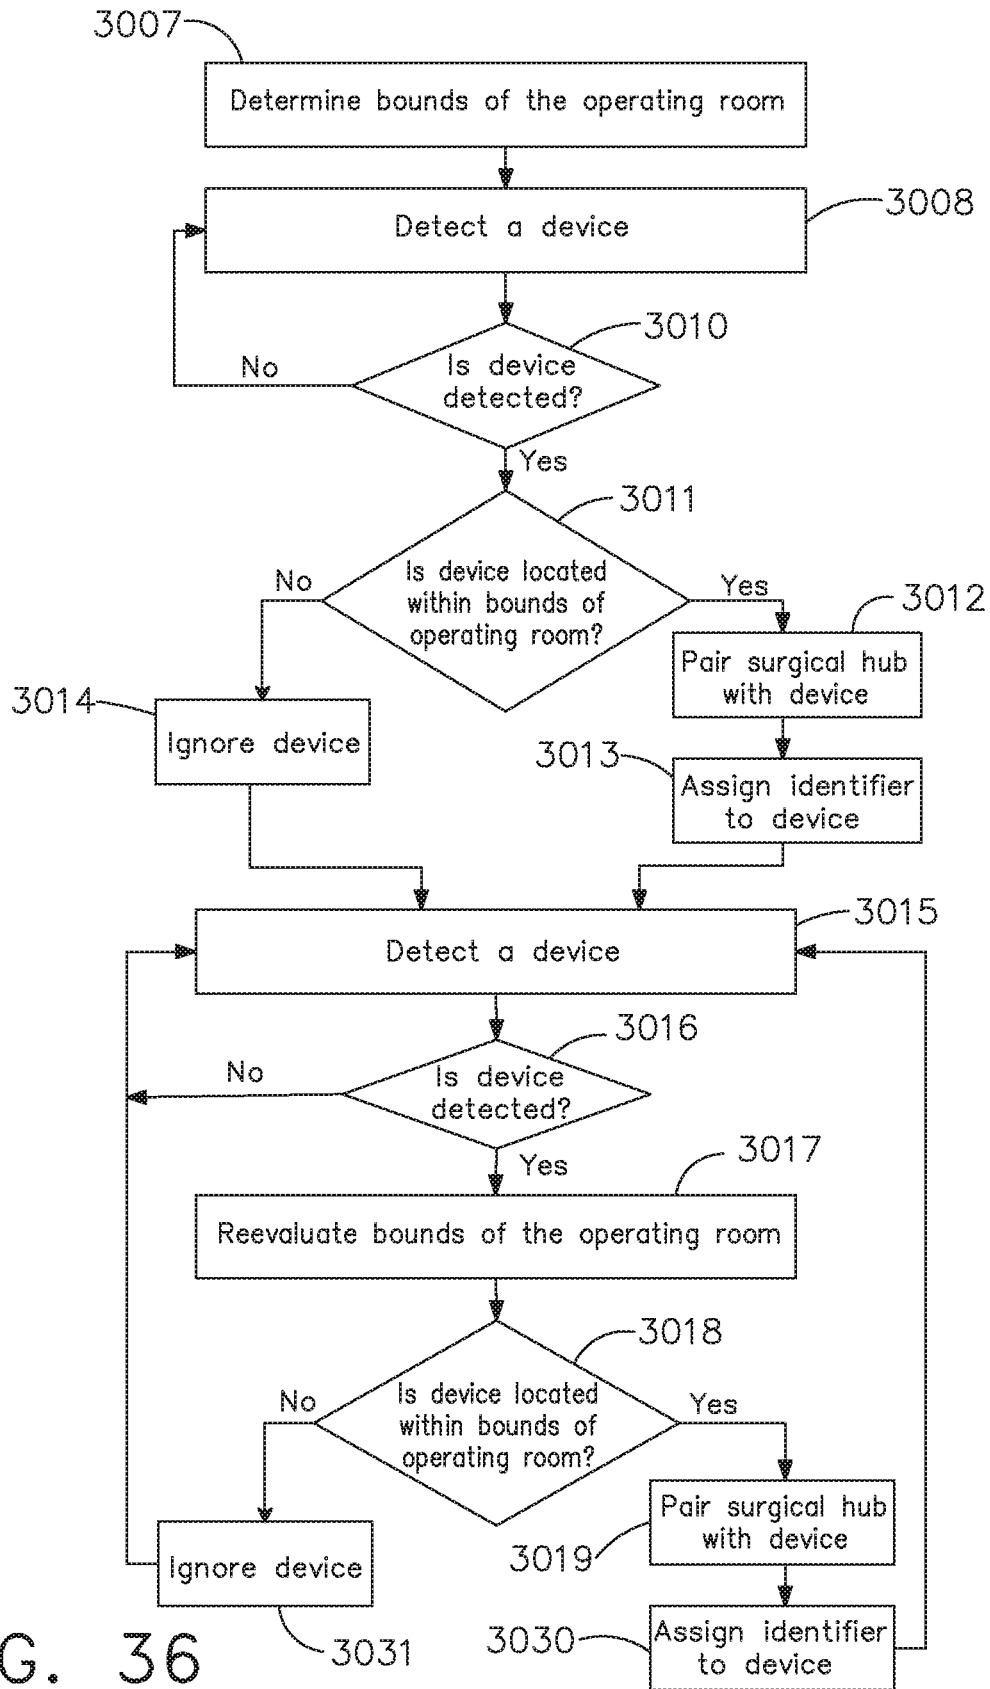 3007
Determine bounds of the operating room
Detect a device
3008
3010
Is device
detected?
No
Yes
3011
Is device located
within bounds of
operating room?
No
Yes
3012
Pair surgical hub
with device
3014
Ignore device
3013
Assign identifier
to device
3015
Detect a device
3016
Is device
detected?
No
Yes
3017
Reevaluate bounds of the operating room
3018
Is device located
within bounds of
operating room?
No
Yes
Pair surgical hub
with device
3019
Ignore device
3031
3030
Assign identifier
to device
G. 36